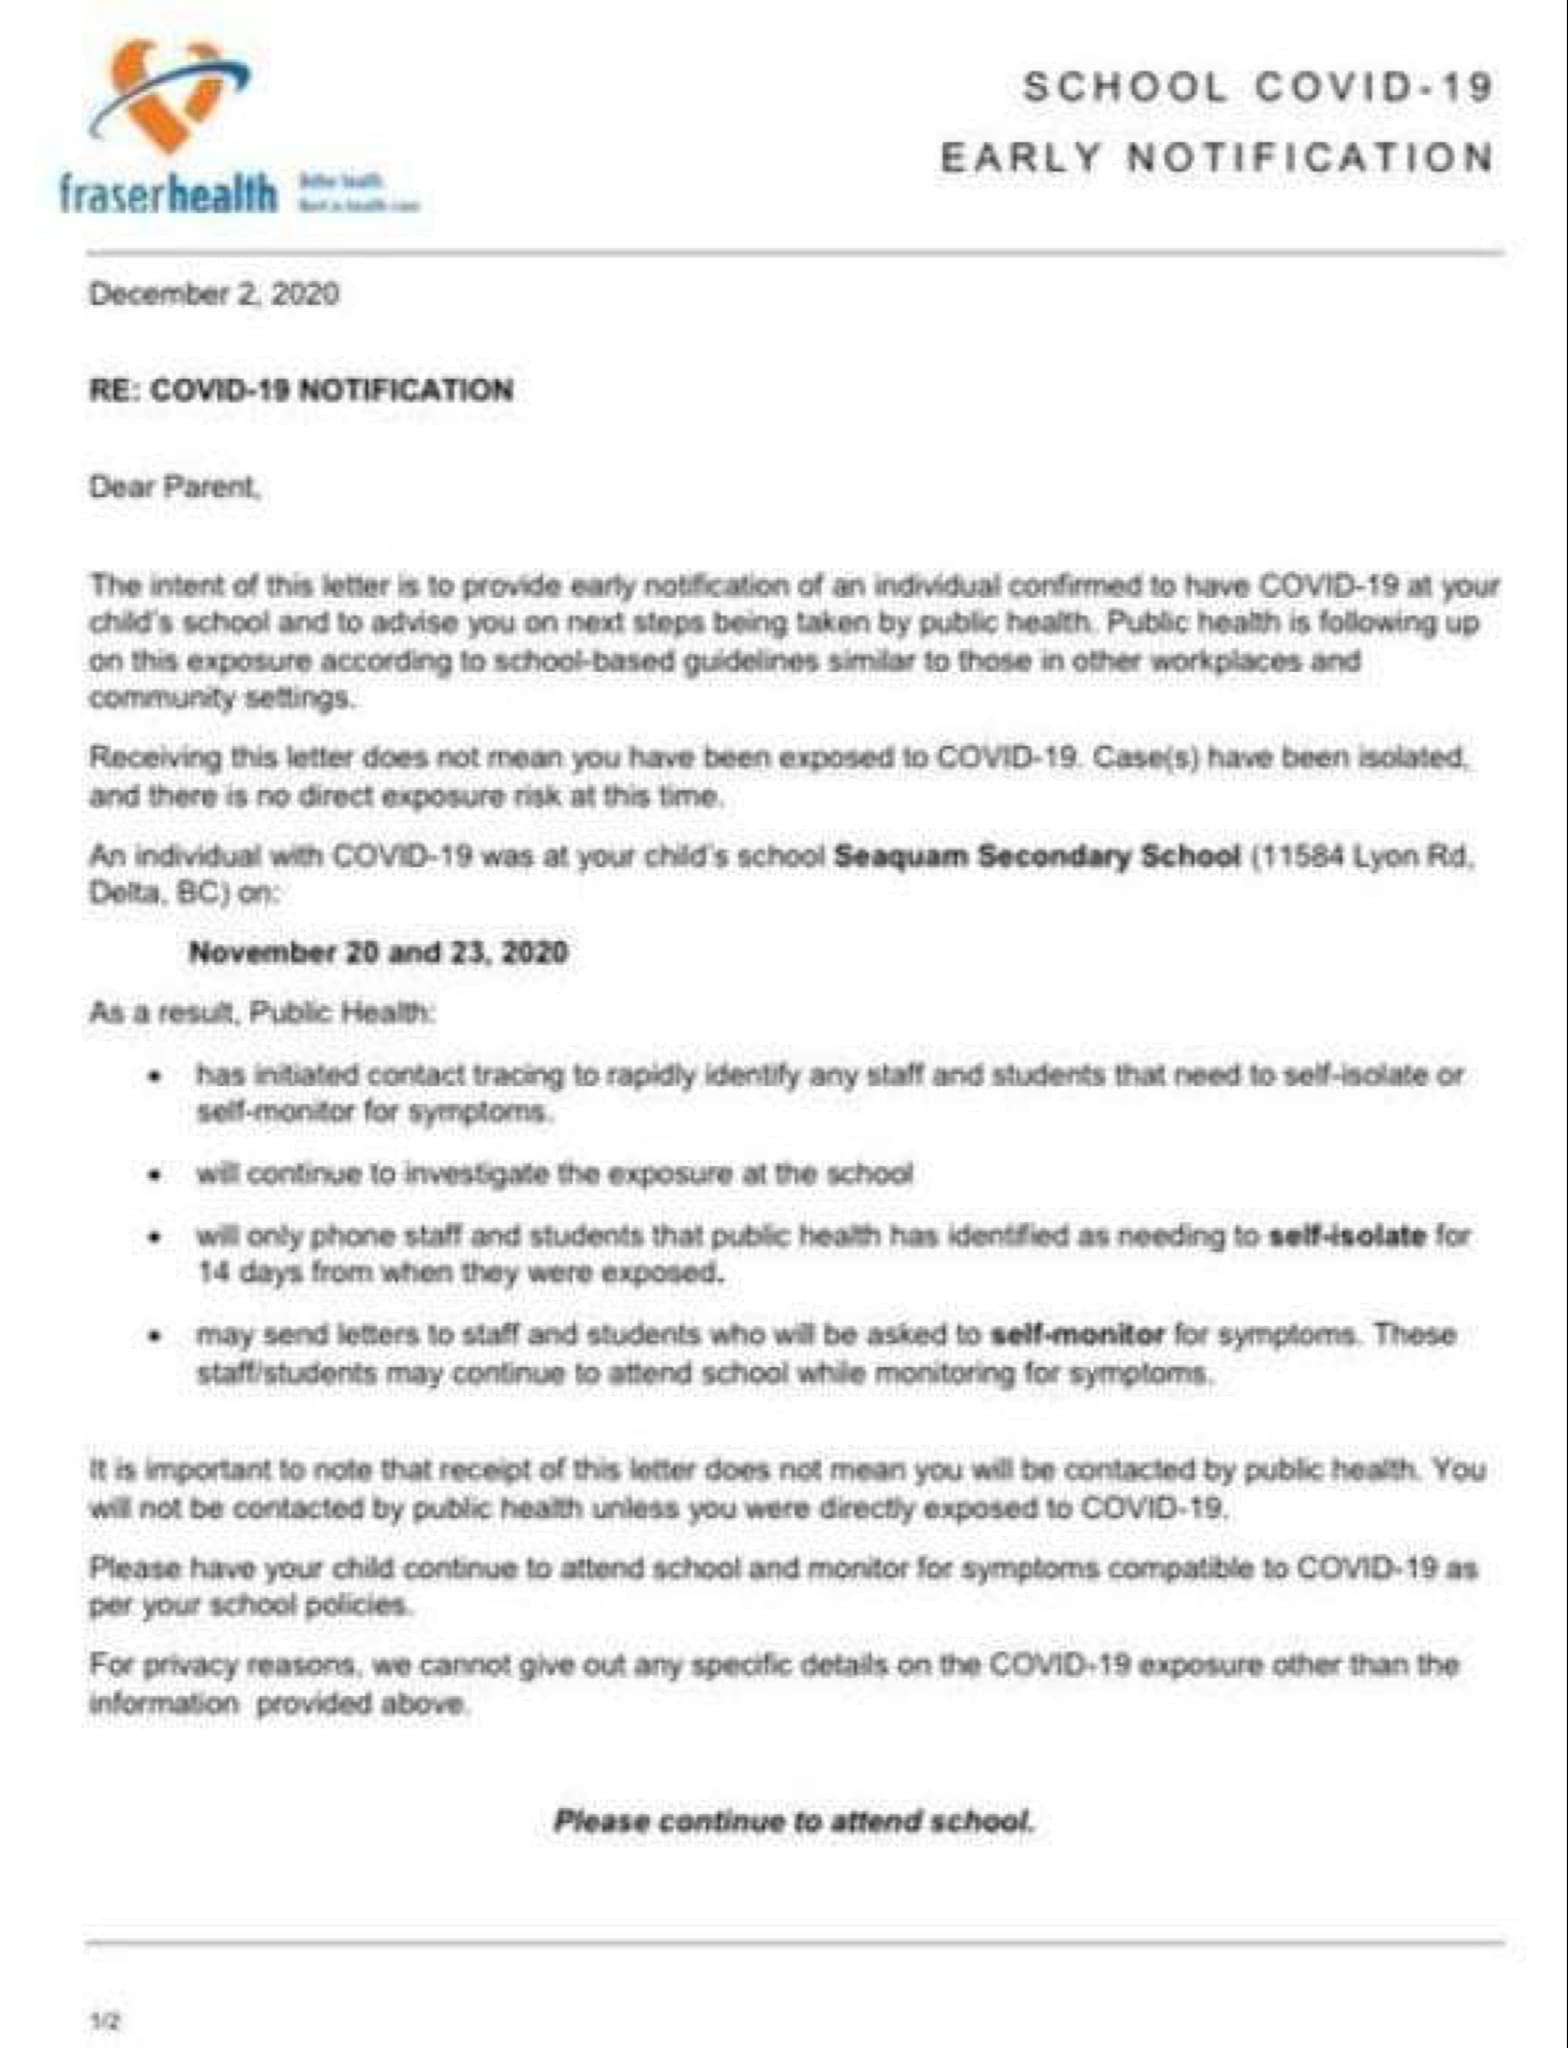 SCHOOL COVID-19
EARLY NOTIFICATION
fraserhealth Better health. Best in health care.
December 2, 2020
RE: COVID-19 NOTIFICATION
Dear Parent,
The intent of this letter is to provide early notification of an individual confirmed to have COVID-19 at your
child's school and to advise you on next steps being taken by public health. Public health is following up
on this exposure according to school-based guidelines similar to those in other workplaces and
community settings.
Receiving this letter does not mean you have been exposed to COVID-19. Case(s) have been isolated,
and there is no direct exposure risk at this time.
An individual with COVID-19 was at your child's school Seaquam Secondary School (11584 Lyon Rd,
Delta, BC) on:
November 20 and 23, 2020
As a result, Public Health:
• has initiated contact tracing to rapidly identify any staff and students that need to self-isolate or
self-monitor for symptoms.
• will continue to investigate the exposure at the school
• will only phone staff and students that public health has identified as needing to self-isolate for
14 days from when they were exposed.
• may send letters to staff and students who will be asked to self-monitor for symptoms. These
staff/students may continue to attend school while monitoring for symptoms.
It is important to note that receipt of this letter does not mean you will be contacted by public health. You
will not be contacted by public health unless you were directly exposed to COVID-19.
Please have your child continue to attend school and monitor for symptoms compatible to COVID-19 as
per your school policies.
For privacy reasons, we cannot give out any specific details on the COVID-19 exposure other than the
information provided above.
Please continue to attend school.
1/2